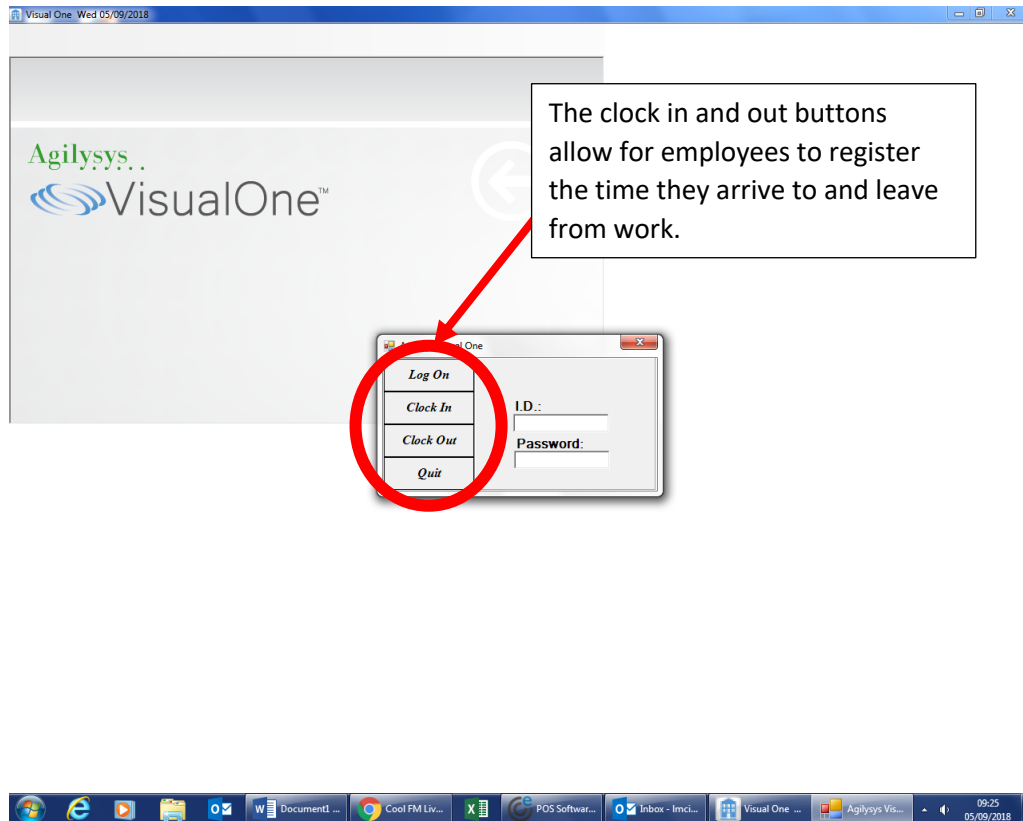 Visual One Wed 05/09/2018
The clock in and out buttons
allow for employees to register
the time they arrive to and leave
from work.
Agilysys
VisualOne™
One
Log On
Clock In
Clock Out
Quit
I.D.:
Password:
Document1 ...
Cool FM Liv...
POS Softwar...
Inbox - Imci...
Visual One ...
Agilysys Vis...
09:25
05/09/2018